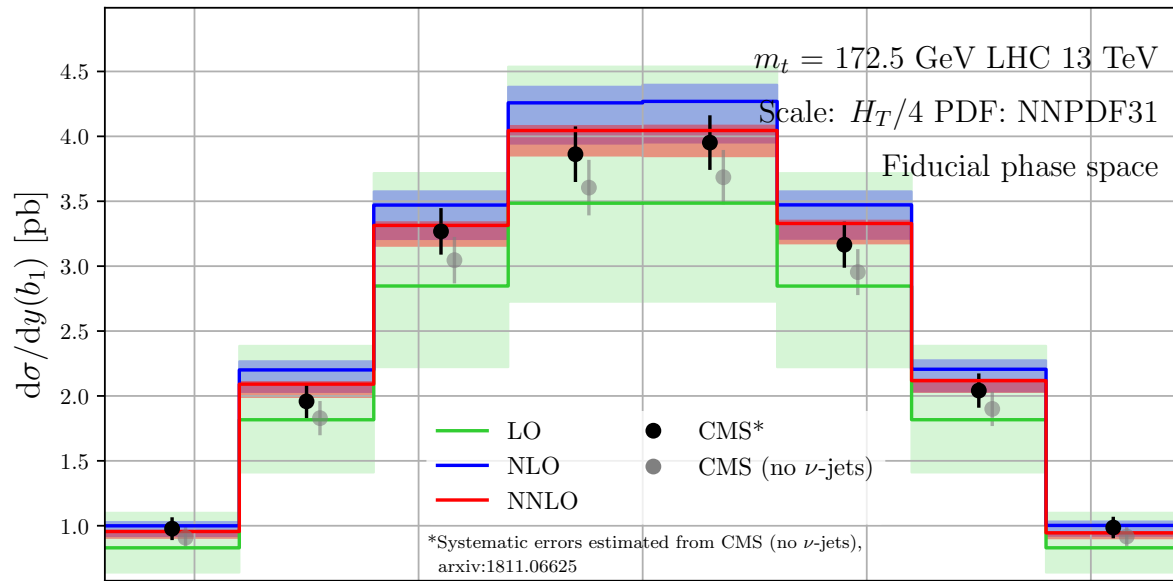 m_t = 172.5 GeV LHC 13 TeV
Scale: H_T/4 PDF: NNPDF31
Fiducial phase space
dσ/dy(b_1) [pb]
4.5
4.0
3.5
3.0
2.5
2.0
1.5
1.0
LO
NLO
NNLO
CMS*
CMS (no ν-jets)
*Systematic errors estimated from CMS (no ν-jets),
arxiv:1811.06625